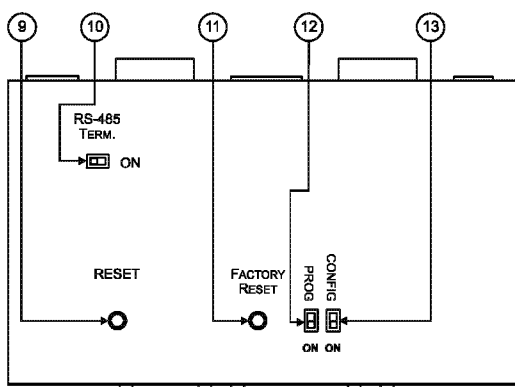 9 10 11 12 13
RS-485
TERM.
ON
RESET
FACTORY
RESET
PROG CONFIG
ON ON